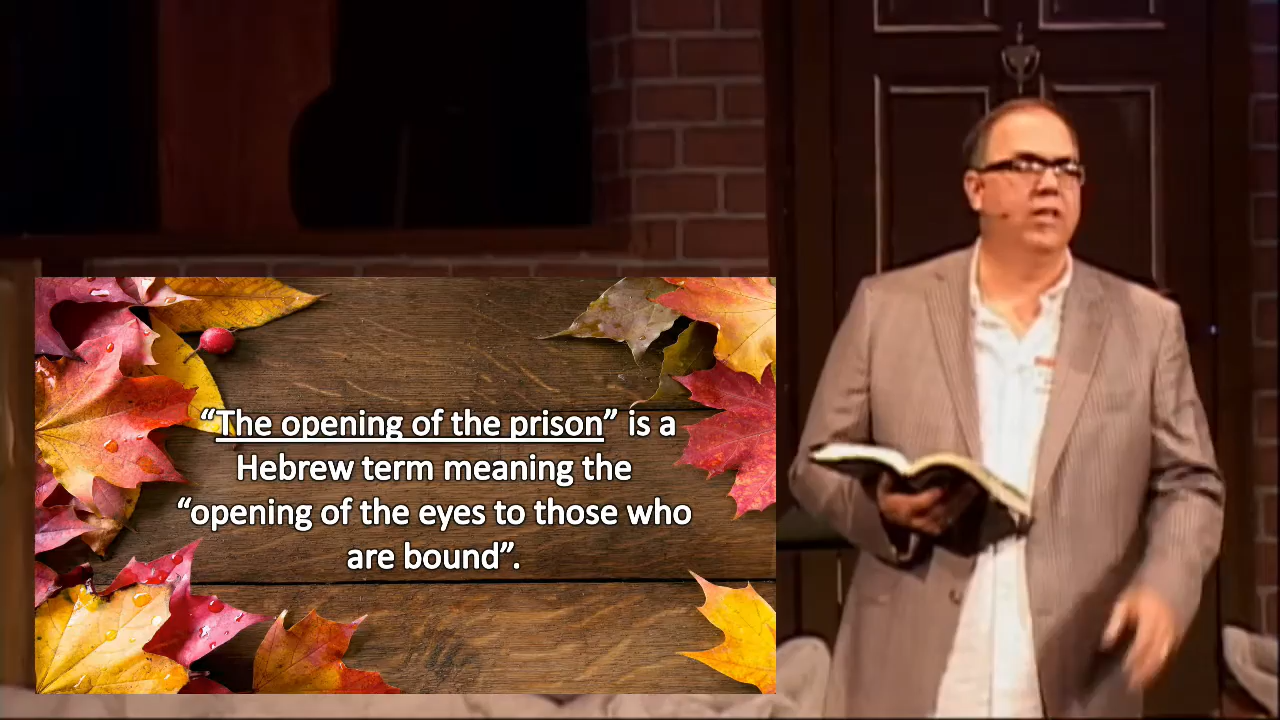 “The opening of the prison” is a
Hebrew term meaning the
“opening of the eyes to those who
are bound”.